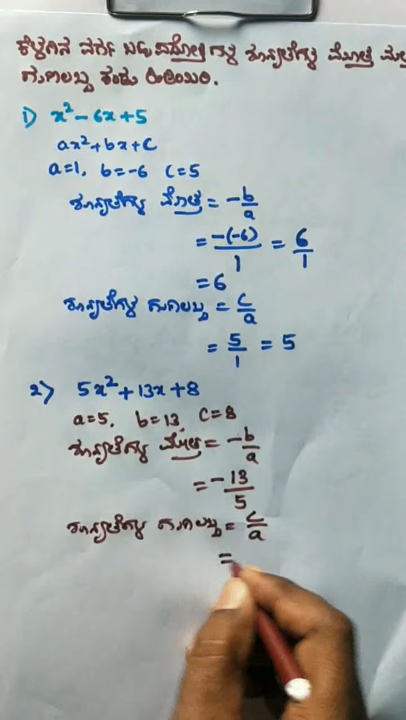 ಕೆಳಗಿನ ವರ್ಗ ಬಹುಪದೋಕ್ತಿಗಳ ಶೂನ್ಯತೆಗಳ ಮೊತ್ತ ಮತ್ತು
ಗುಣಲಬ್ಧ ಕಂಡು ಹಿಡಿಯಿರಿ.
1) x² - 6x + 5
ax² + bx + c
a=1, b=-6 c=5
ಶೂನ್ಯತೆಗಳ ಮೊತ್ತ = -b/a
= -(-6)/1 = 6/1
= 6
ಶೂನ್ಯತೆಗಳ ಗುಣಲಬ್ಧ = c/a
= 5/1 = 5
2) 5x² + 13x + 8
a=5, b=13, c=8
ಶೂನ್ಯತೆಗಳ ಮೊತ್ತ = -b/a
= -13/5
ಶೂನ್ಯತೆಗಳ ಗುಣಲಬ್ಧ = c/a
=